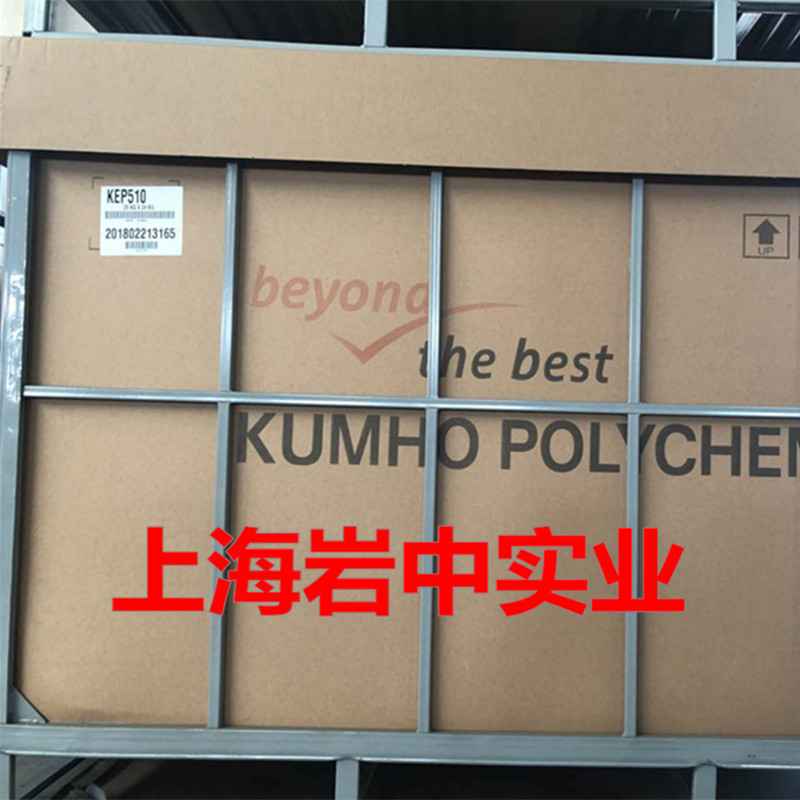 KEP510
201802213165
UP
beyond
the best
KUMHO POLYCHEM
上海岩中实业